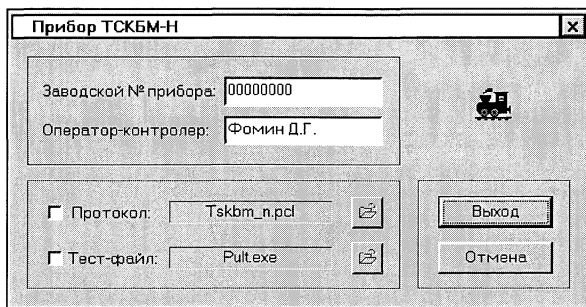 Прибор ТСКБМ-Н
Заводской № прибора: 00000000
Оператор-контролер: Фомин Д.Г.
Протокол: Tskbm_n.pcl
Тест-файл: Pult.exe
Выход
Отмена